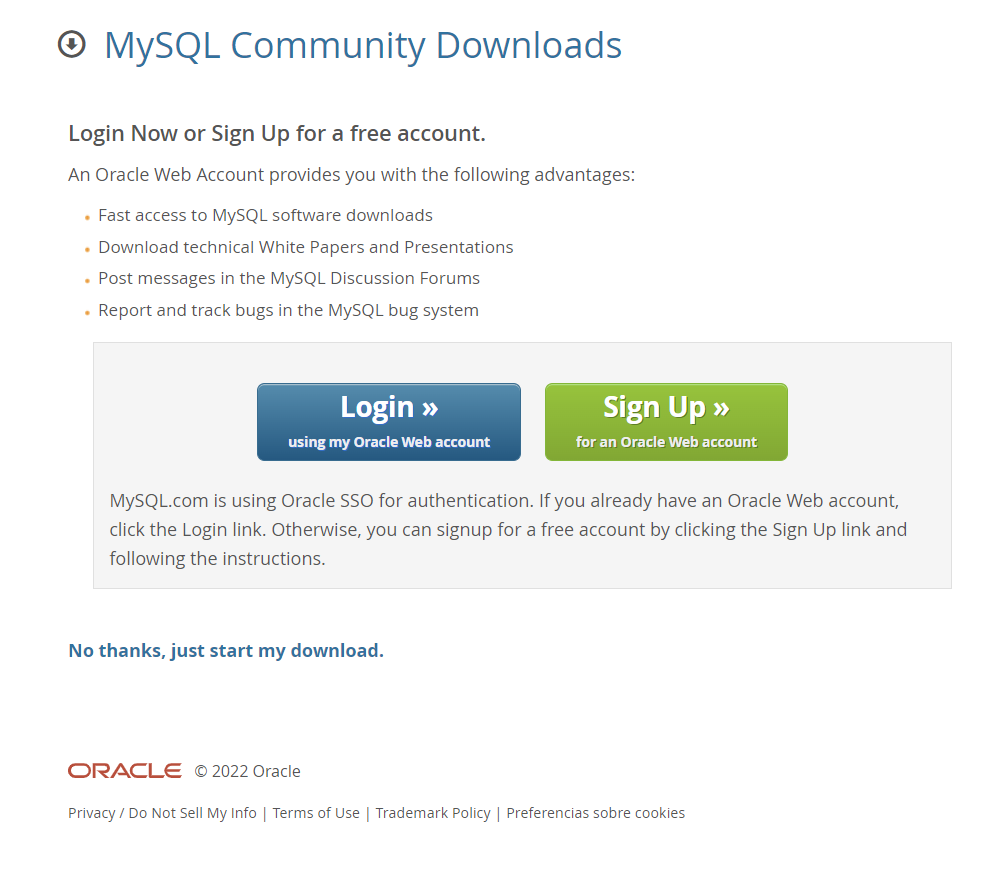 MySQL Community Downloads
Login Now or Sign Up for a free account.
An Oracle Web Account provides you with the following advantages:
Fast access to MySQL software downloads
Download technical White Papers and Presentations
Post messages in the MySQL Discussion Forums
Report and track bugs in the MySQL bug system
Login »
using my Oracle Web account
Sign Up »
for an Oracle Web account
MySQL.com is using Oracle SSO for authentication. If you already have an Oracle Web account,
click the Login link. Otherwise, you can signup for a free account by clicking the Sign Up link and
following the instructions.
No thanks, just start my download.
ORACLE © 2022 Oracle
Privacy / Do Not Sell My Info | Terms of Use | Trademark Policy | Preferencias sobre cookies